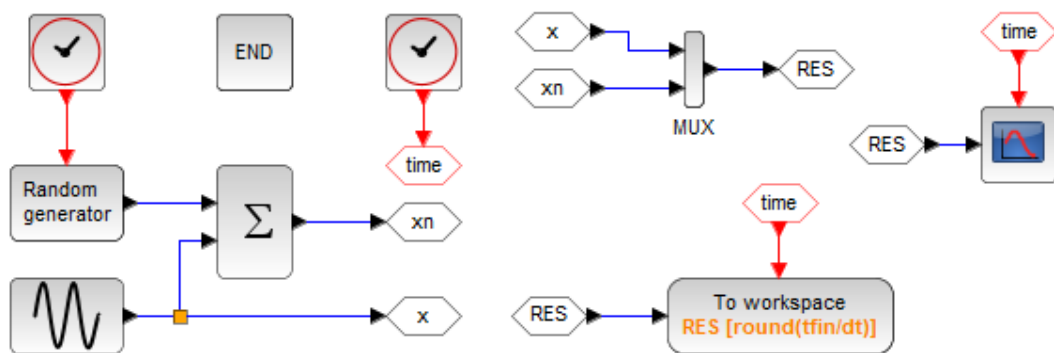 END
x
time
xn
RES
MUX
RES
time
Random
generator
Σ
xn
time
x
RES
To workspace
RES [round(tfin/dt)]